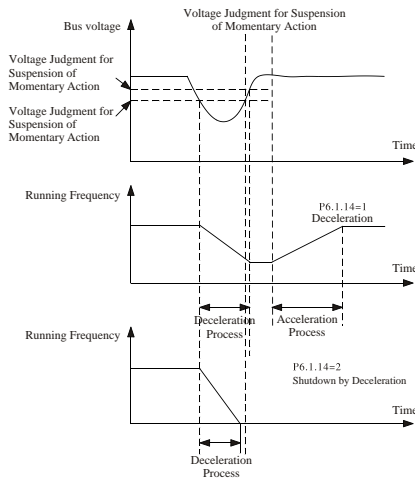 Voltage Judgment for Suspension
of Momentary Action
Bus voltage
Voltage Judgment for
Suspension of
Momentary Action
Voltage Judgment for
Suspension of
Momentary Action
Time
Running Frequency
P6.1.14=1
Deceleration
Time
Deceleration
Process
Acceleration
Process
Running Frequency
P6.1.14=2
Shutdown by Deceleration
Time
Deceleration
Process